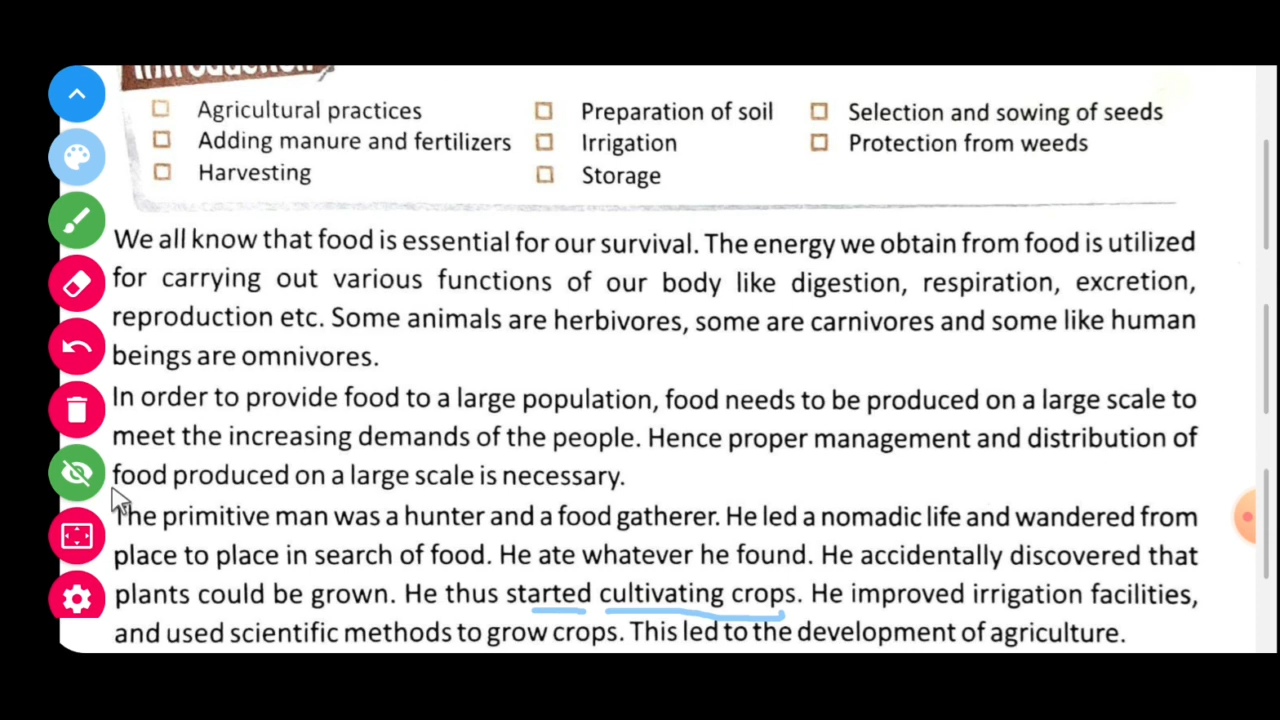 Introduction
Agricultural practices Preparation of soil Selection and sowing of seeds
Adding manure and fertilizers Irrigation Protection from weeds
Harvesting Storage
We all know that food is essential for our survival. The energy we obtain from food is utilized
for carrying out various functions of our body like digestion, respiration, excretion,
reproduction etc. Some animals are herbivores, some are carnivores and some like human
beings are omnivores.
In order to provide food to a large population, food needs to be produced on a large scale to
meet the increasing demands of the people. Hence proper management and distribution of
food produced on a large scale is necessary.
The primitive man was a hunter and a food gatherer. He led a nomadic life and wandered from
place to place in search of food. He ate whatever he found. He accidentally discovered that
plants could be grown. He thus started cultivating crops. He improved irrigation facilities,
and used scientific methods to grow crops. This led to the development of agriculture.